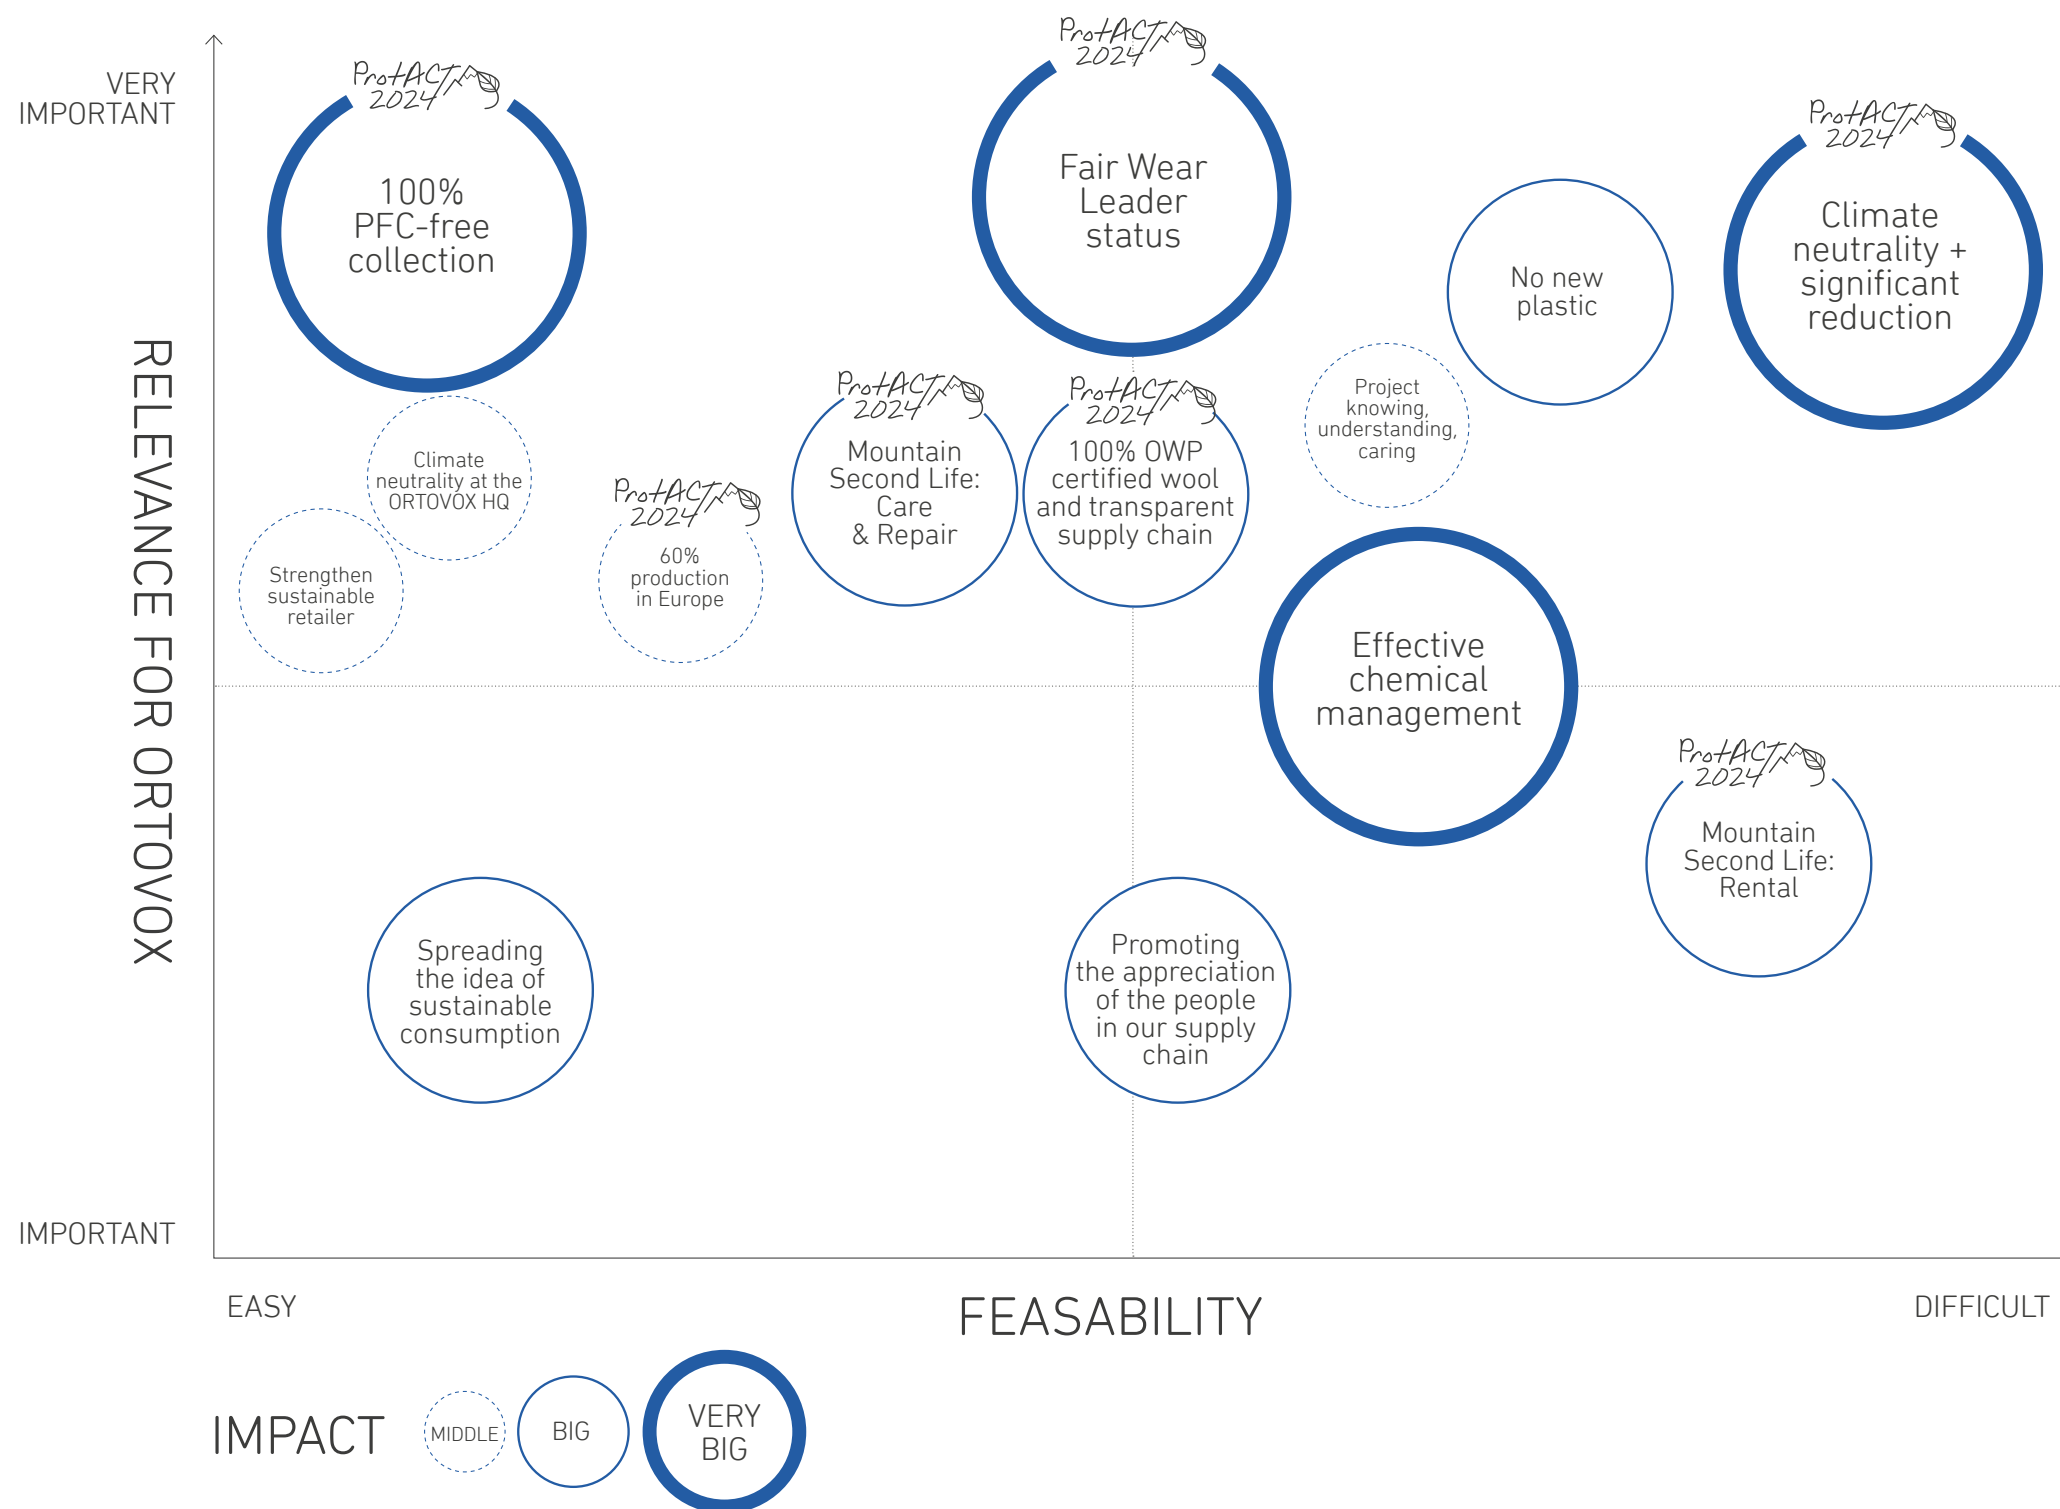 VERY
IMPORTANT
RELEVANCE FOR ORTOVOX
IMPORTANT
ProtACT
2024
100%
PFC-free
collection
ProtACT
2024
Fair Wear
Leader
status
ProtACT
2024
Climate
neutrality +
significant
reduction
No new
plastic
Project
knowing,
understanding,
caring
Climate
neutrality at the
ORTOVOX HQ
Strengthen
sustainable
retailer
ProtACT
2024
60%
production
in Europe
ProtACT
2024
Mountain
Second Life:
Care
& Repair
ProtACT
2024
100% OWP
certified wool
and transparent
supply chain
Effective
chemical
management
ProtACT
2024
Mountain
Second Life:
Rental
Spreading
the idea of
sustainable
consumption
Promoting
the appreciation
of the people
in our supply
chain
EASY
FEASABILITY
DIFFICULT
IMPACT
MIDDLE
BIG
VERY
BIG